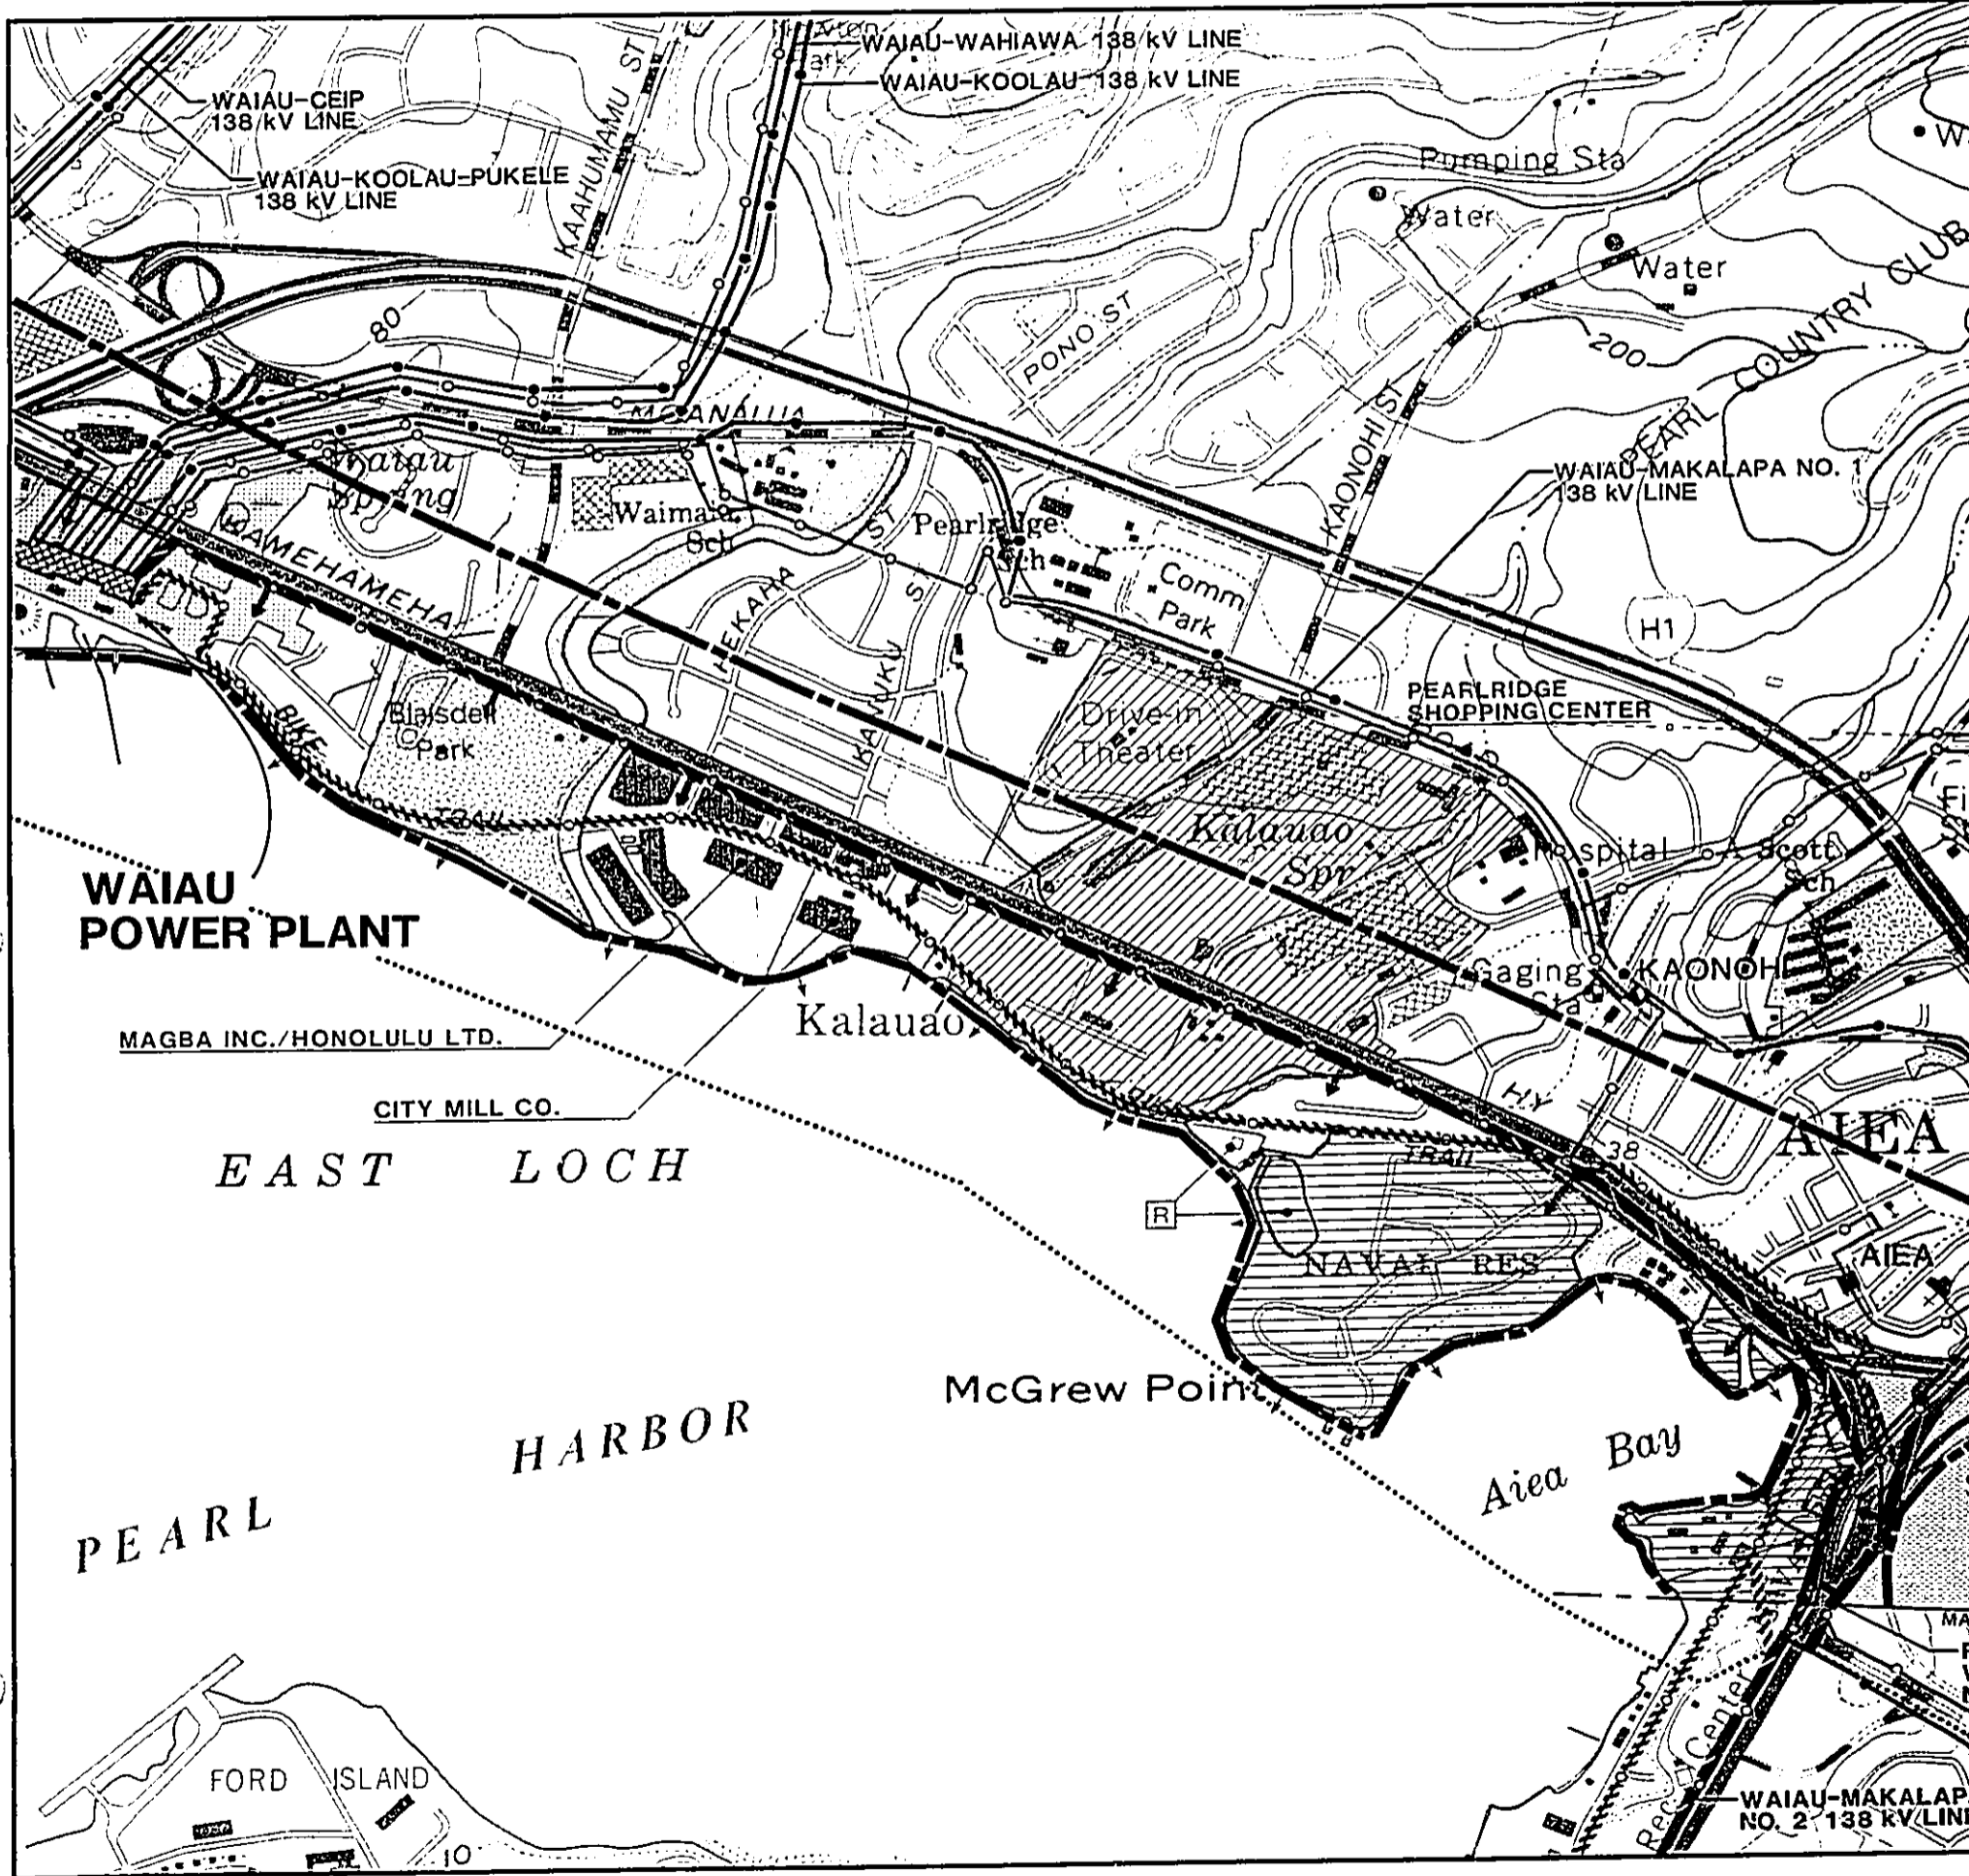 WAIAU-WAHIAWA 138 kV LINE
WAIAU-KOOLAU 138 kV LINE
WAIAU-CEIP
138 kV LINE
WAIAU-KOOLAU-PUKELE
138 kV LINE
KAAHUMANU ST
Pumping Sta
Water
Water
PEARL COUNTRY CLUB
80
PONO ST
200
KAONOHI ST
WAIAU-MAKALAPA NO. 1
138 kV LINE
Waiau
Spring
Sch
Pearlridge
Sch
Comm
Park
KAMEHAMEHA
HEKAHA ST
H1
PEARLRIDGE
SHOPPING CENTER
Blaisdell
Park
BIKE
TRAIL
Drive-in
Theater
Kalauao
Spr
Hospital
A Scott
Sch
WAIAU
POWER PLANT
Gaging
Sta
KAONOHI
Kalauao
MAGBA INC./HONOLULU LTD.
CITY MILL CO.
HY
AIEA
EAST LOCH
TRAIL
38
R
NAVAL RES
AIEA
McGrew Point
HARBOR
Aiea Bay
PEARL
Rec Center
FORD ISLAND
10
WAIAU-MAKALAP
NO. 2 138 kV LINE